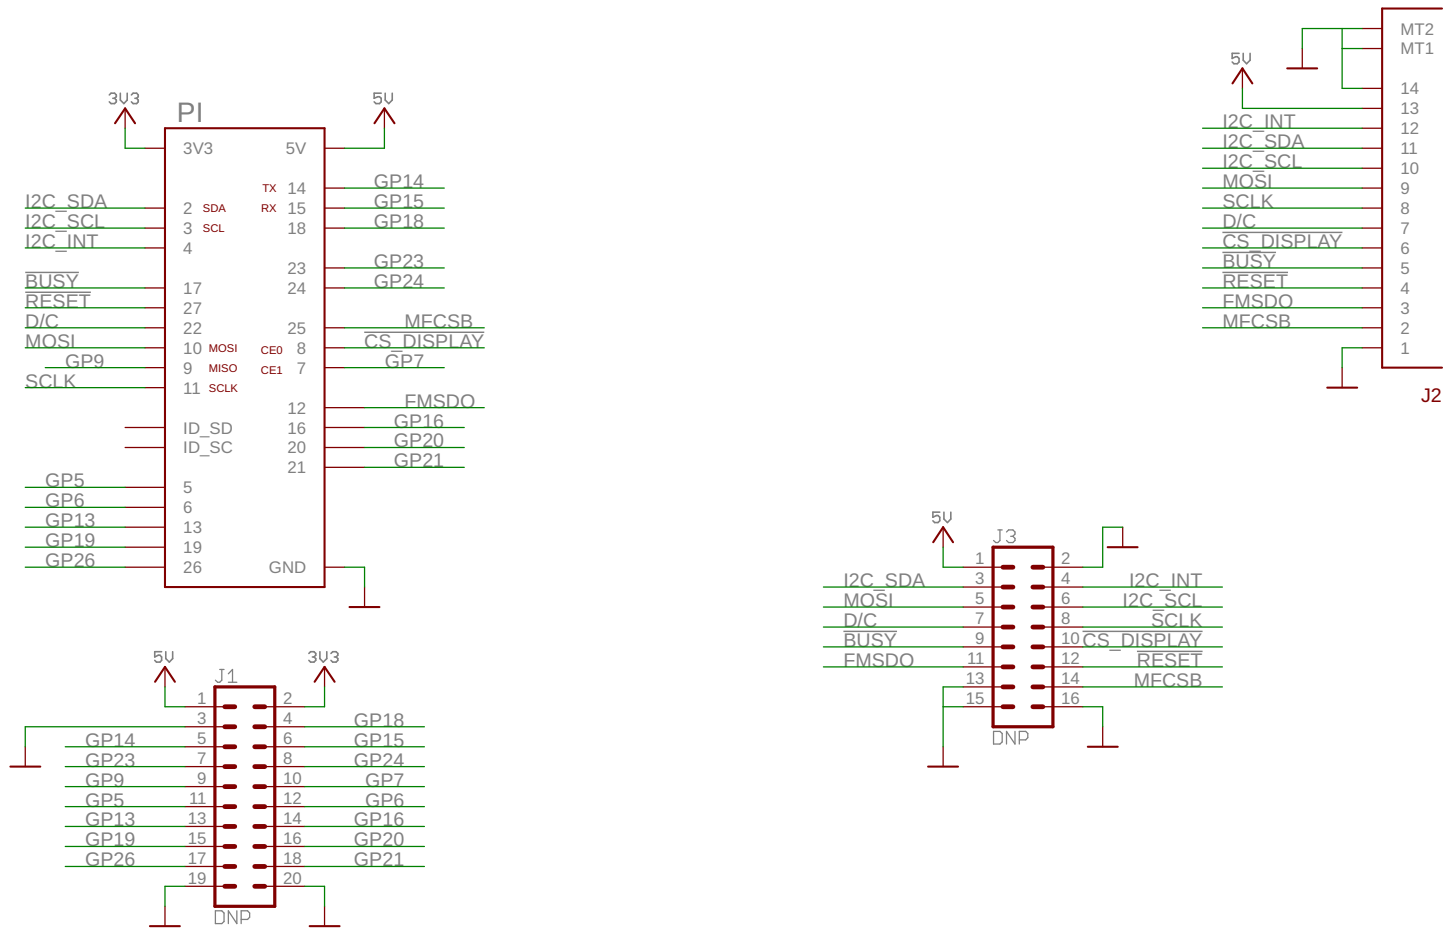 3V3
5V
PI
3V3 5V
TX 14 GP14
I2C_SDA 2 SDA RX 15 GP15
I2C_SCL 3 SCL 18 GP18
I2C_INT 4
23 GP23
BUSY 17 24 GP24
RESET 27
D/C 22 25 MFCSB
MOSI 10 MOSI CE0 8 CS_DISPLAY
GP9 9 MISO CE1 7 GP7
SCLK 11 SCLK
12 FMSDO
ID_SD 16 GP16
ID_SC 20 GP20
21 GP21
GP5 5
GP6 6
GP13 13
GP19 19
GP26 26 GND
5V
3V3
J1
1 2
3 4 GP18
GP14 5 6 GP15
GP23 7 8 GP24
GP9 9 10 GP7
GP5 11 12 GP6
GP13 13 14 GP16
GP19 15 16 GP20
GP26 17 18 GP21
19 20
DNP
MT2
MT1
5V
14
13
I2C_INT 12
I2C_SDA 11
I2C_SCL 10
MOSI 9
SCLK 8
D/C 7
CS_DISPLAY 6
BUSY 5
RESET 4
FMSDO 3
MFCSB 2
1
J2
5V
J3
1 2
I2C_SDA 3 4 I2C_INT
MOSI 5 6 I2C_SCL
D/C 7 8 SCLK
BUSY 9 10 CS_DISPLAY
FMSDO 11 12 RESET
13 14 MFCSB
15 16
DNP